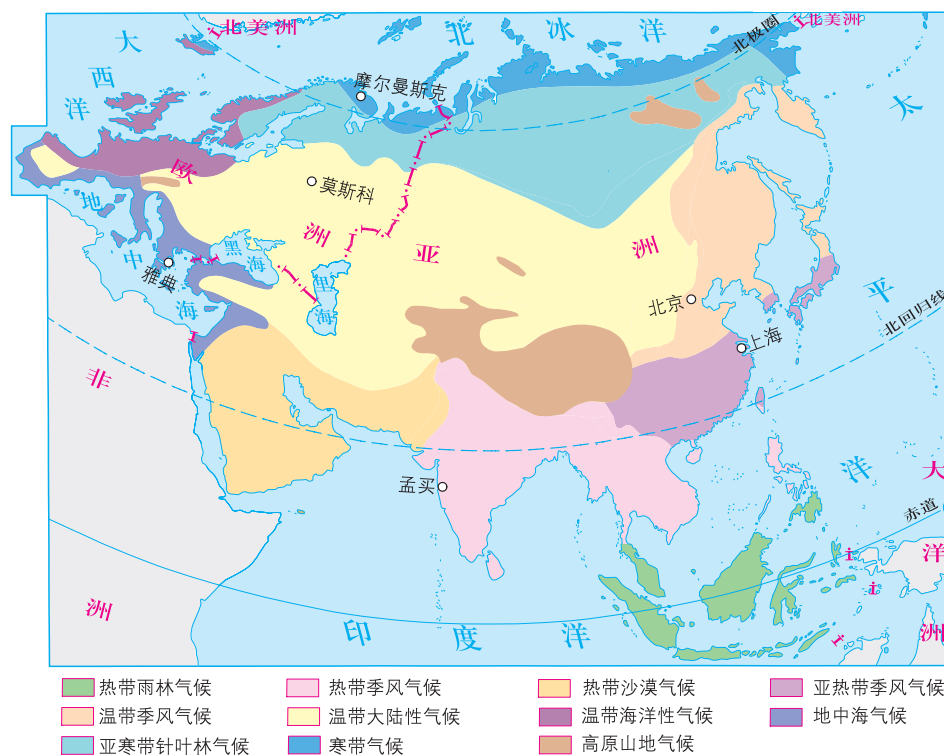 北美洲
北美洲
大西洋
北冰洋
北极圈
大
摩尔曼斯克
欧
莫斯科
洲
亚
洲
地中海
黑海
里海
雅典
北京
上海
平
北回归线
非
孟买
洋
大
赤道
洋
洲
洲
印度洋
热带雨林气候 热带季风气候 热带沙漠气候 亚热带季风气候
温带季风气候 温带大陆性气候 温带海洋性气候 地中海气候
亚寒带针叶林气候 寒带气候 高原山地气候